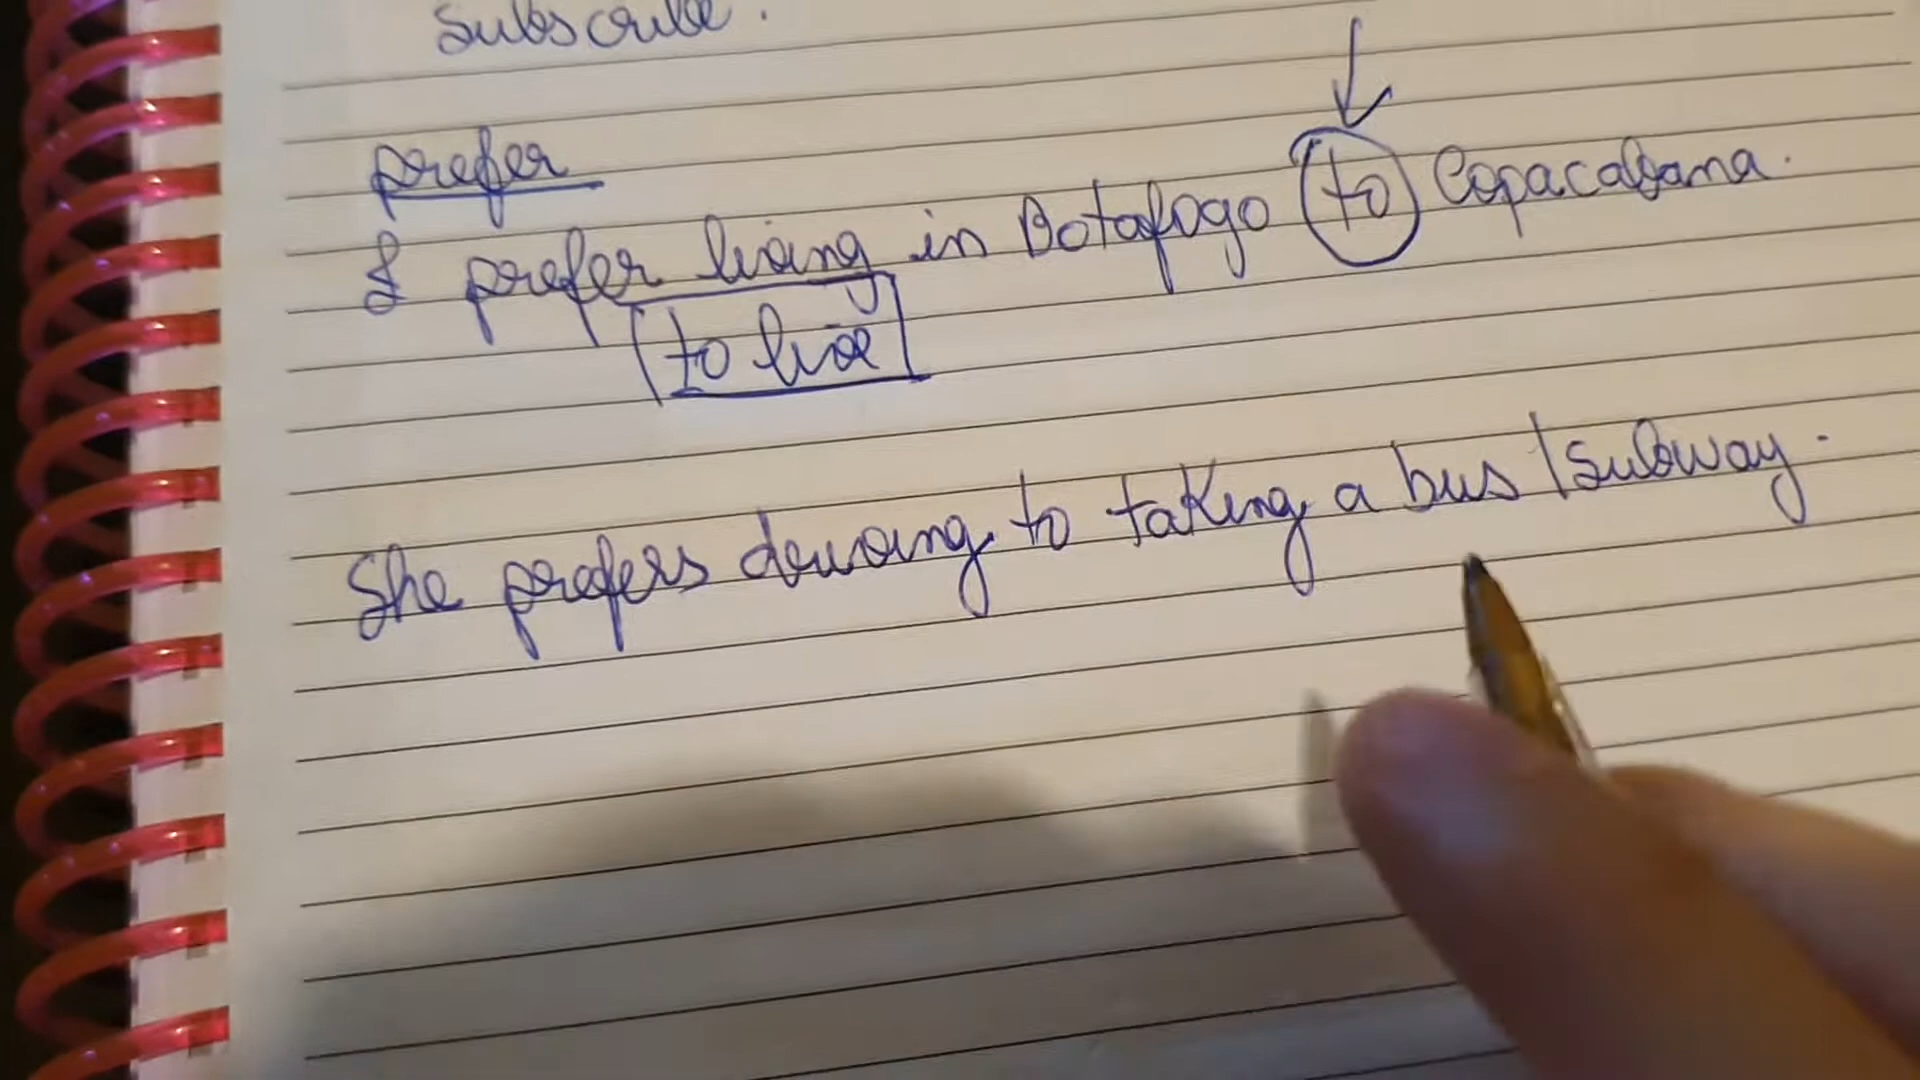 Subscribe.
prefer
I prefer living in Botafogo to Copacabana.
to live
She prefers driving to taking a bus/subway.